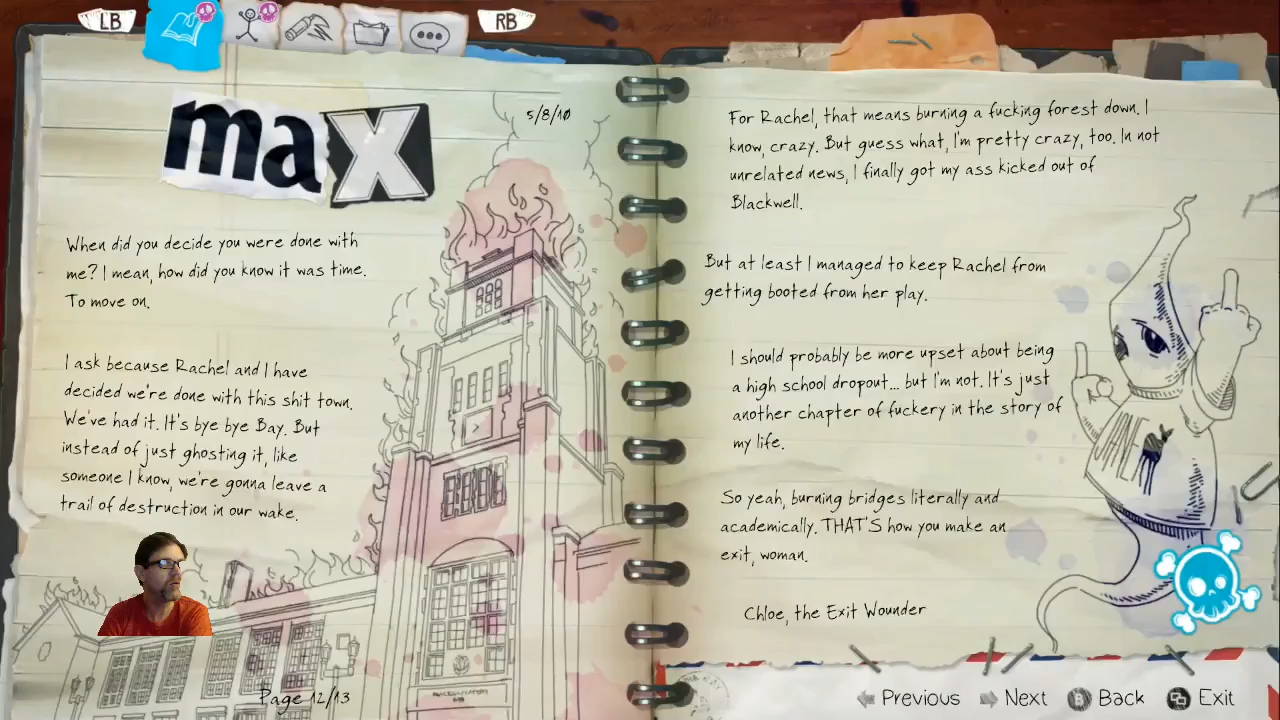 LB
RB
max
5/8/10
When did you decide you were done with
me? I mean, how did you know it was time.
To move on.
I ask because Rachel and I have
decided we're done with this shit town.
We've had it. It's bye bye Bay. But
instead of just ghosting it, like
someone I know, we're gonna leave a
trail of destruction in our wake.
Page 12/13
For Rachel, that means burning a fucking forest down. I
know, crazy. But guess what, I'm pretty crazy, too. In not
unrelated news, I finally got my ass kicked out of
Blackwell.
But at least I managed to keep Rachel from
getting booted from her play.
I should probably be more upset about being
a high school dropout... but I'm not. It's just
another chapter of fuckery in the story of
my life.
So yeah, burning bridges literally and
academically. THAT'S how you make an
exit, woman.
Chloe, the Exit Wounder
Previous
Next
B Back
Exit